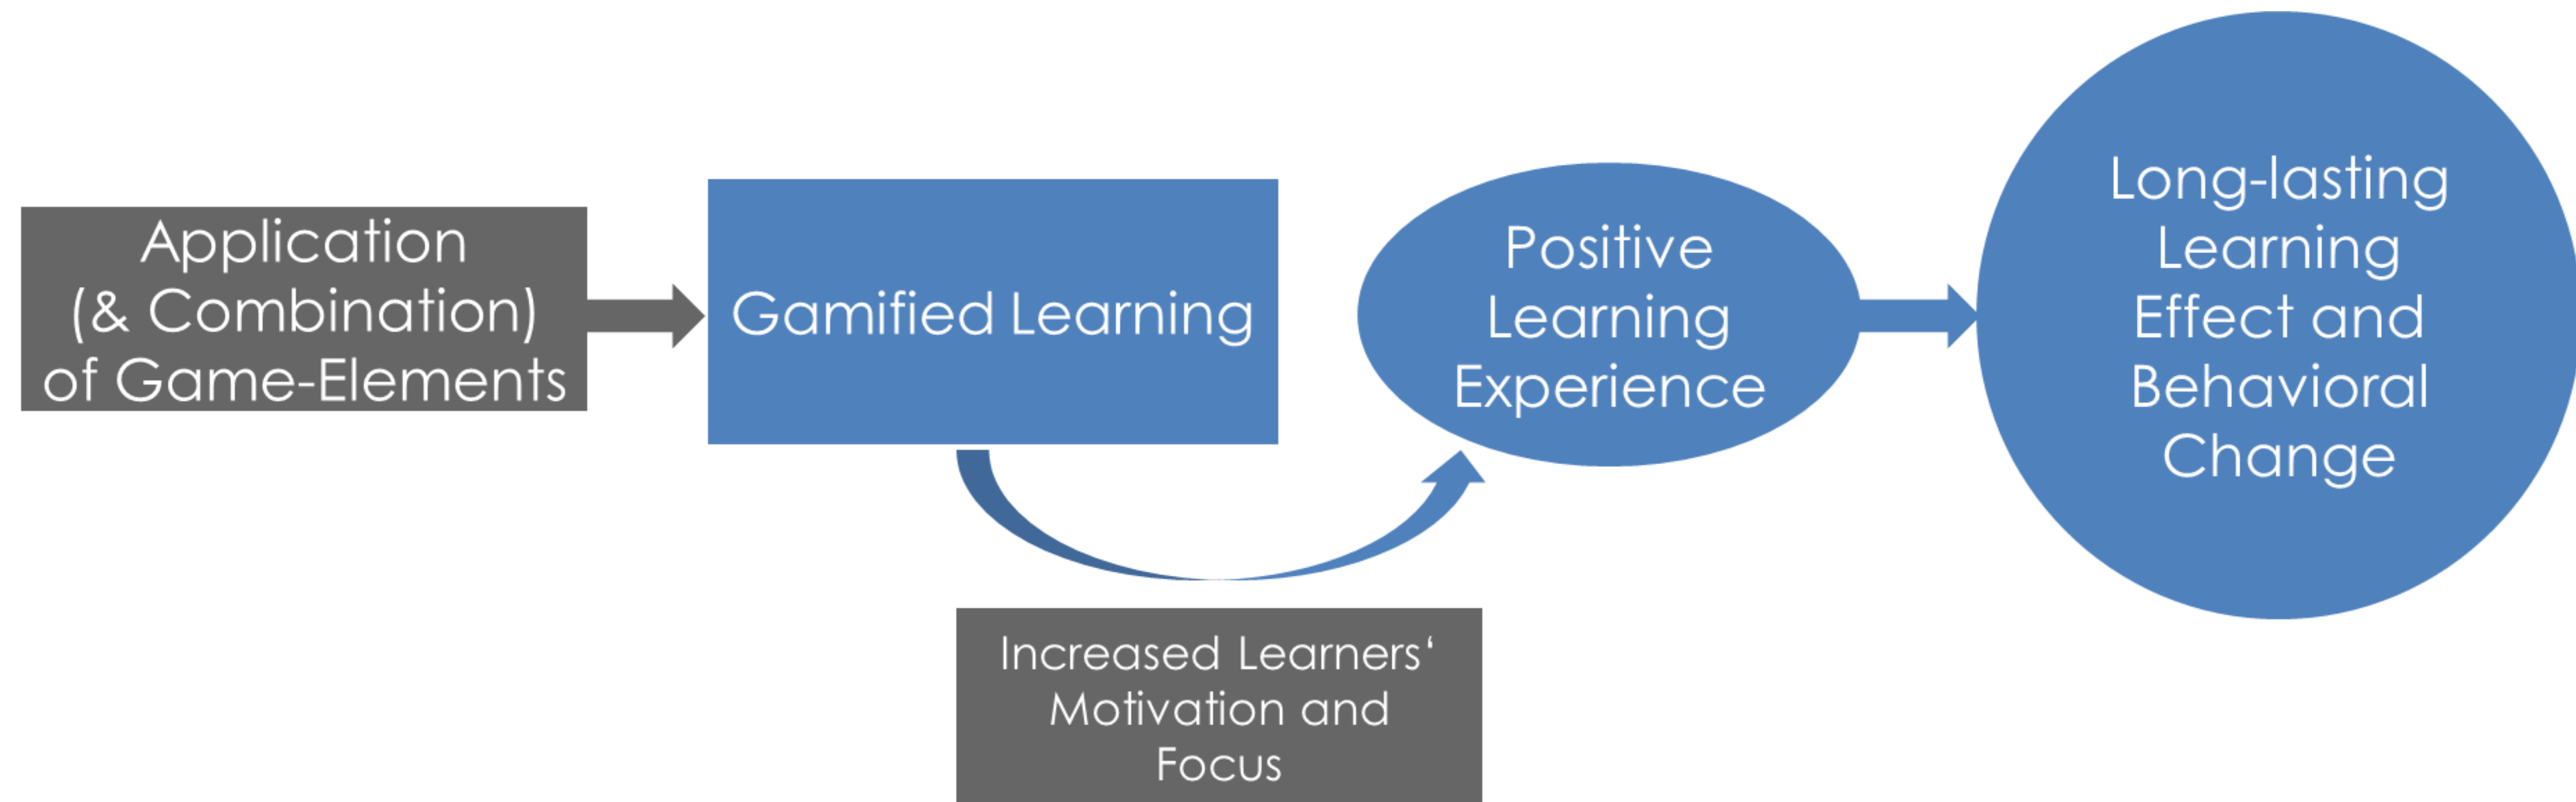 Application
(& Combination)
of Game-Elements
Gamified Learning
Positive
Learning
Experience
Long-lasting
Learning
Effect and
Behavioral
Change
Increased Learners‘
Motivation and
Focus